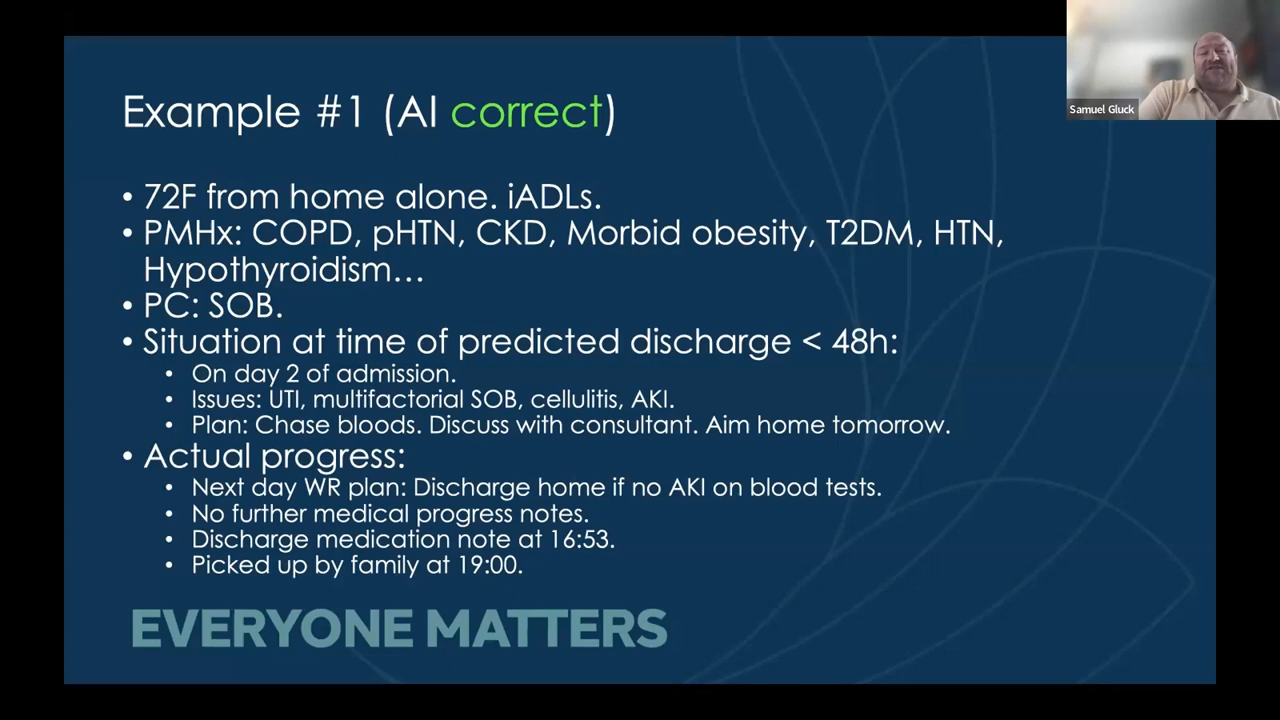 Example #1 (AI correct)
Samuel Gluck
• 72F from home alone. iADLs.
• PMHx: COPD, pHTN, CKD, Morbid obesity, T2DM, HTN,
Hypothyroidism…
• PC: SOB.
• Situation at time of predicted discharge < 48h:
• On day 2 of admission.
• Issues: UTI, multifactorial SOB, cellulitis, AKI.
• Plan: Chase bloods. Discuss with consultant. Aim home tomorrow.
• Actual progress:
• Next day WR plan: Discharge home if no AKI on blood tests.
• No further medical progress notes.
• Discharge medication note at 16:53.
• Picked up by family at 19:00.
EVERYONE MATTERS